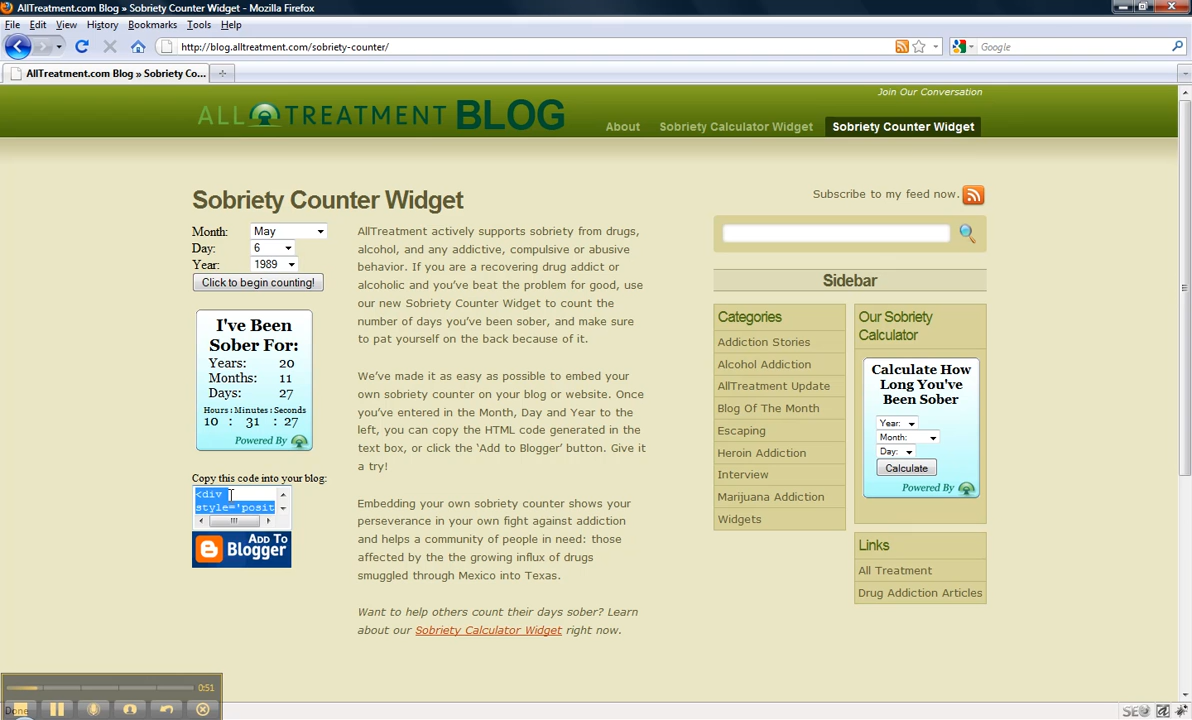 AllTreatment.com Blog » Sobriety Counter Widget - Mozilla Firefox
File Edit View History Bookmarks Tools Help
http://blog.alltreatment.com/sobriety-counter/
Google
AllTreatment.com Blog » Sobriety Co...
Join Our Conversation
ALL TREATMENT BLOG
About Sobriety Calculator Widget Sobriety Counter Widget
Sobriety Counter Widget
Month: May
Day: 6
Year: 1989
Click to begin counting!
I've Been
Sober For:
Years: 20
Months: 11
Days: 27
Hours : Minutes : Seconds
10 : 31 : 27
Powered By
Copy this code into your blog:
<div
style='posit
ADD TO
Blogger
AllTreatment actively supports sobriety from drugs,
alcohol, and any addictive, compulsive or abusive
behavior. If you are a recovering drug addict or
alcoholic and you've beat the problem for good, use
our new Sobriety Counter Widget to count the
number of days you've been sober, and make sure
to pat yourself on the back because of it.
We've made it as easy as possible to embed your
own sobriety counter on your blog or website. Once
you've entered in the Month, Day and Year to the
left, you can copy the HTML code generated in the
text box, or click the 'Add to Blogger' button. Give it
a try!
Embedding your own sobriety counter shows your
perseverance in your own fight against addiction
and helps a community of people in need: those
affected by the the growing influx of drugs
smuggled through Mexico into Texas.
Want to help others count their days sober? Learn
about our Sobriety Calculator Widget right now.
Subscribe to my feed now.
Sidebar
Categories
Addiction Stories
Alcohol Addiction
AllTreatment Update
Blog Of The Month
Escaping
Heroin Addiction
Interview
Marijuana Addiction
Widgets
Our Sobriety
Calculator
Calculate How
Long You've
Been Sober
Year:
Month:
Day:
Calculate
Powered By
Links
All Treatment
Drug Addiction Articles
0:51
Done
SEO